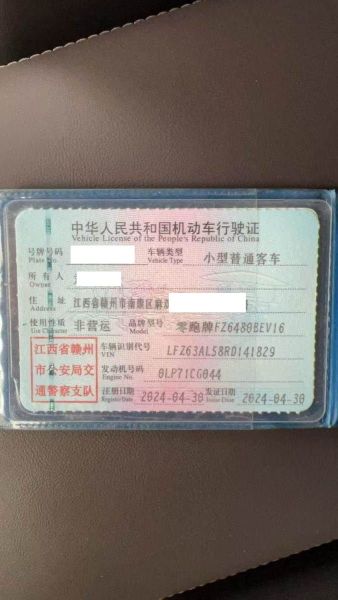 中华人民共和国机动车行驶证
Vehicle License of the People's Republic of China
号牌号码 Plate No. 车辆类型 Vehicle Type 小型普通客车
所有人 Owner
住址 Address 江西省赣州市南康区麻
使用性质 Use Character 非营运 品牌型号 Model 零跑牌FZ6480BEV16
江西省赣州市公安局交通警察支队
车辆识别代号 VIN LFZ63AL58RD141829
发动机号码 Engine No. 0LP71CG044
注册日期 Register Date 2024-04-30 发证日期 Issue Date 2024-04-30